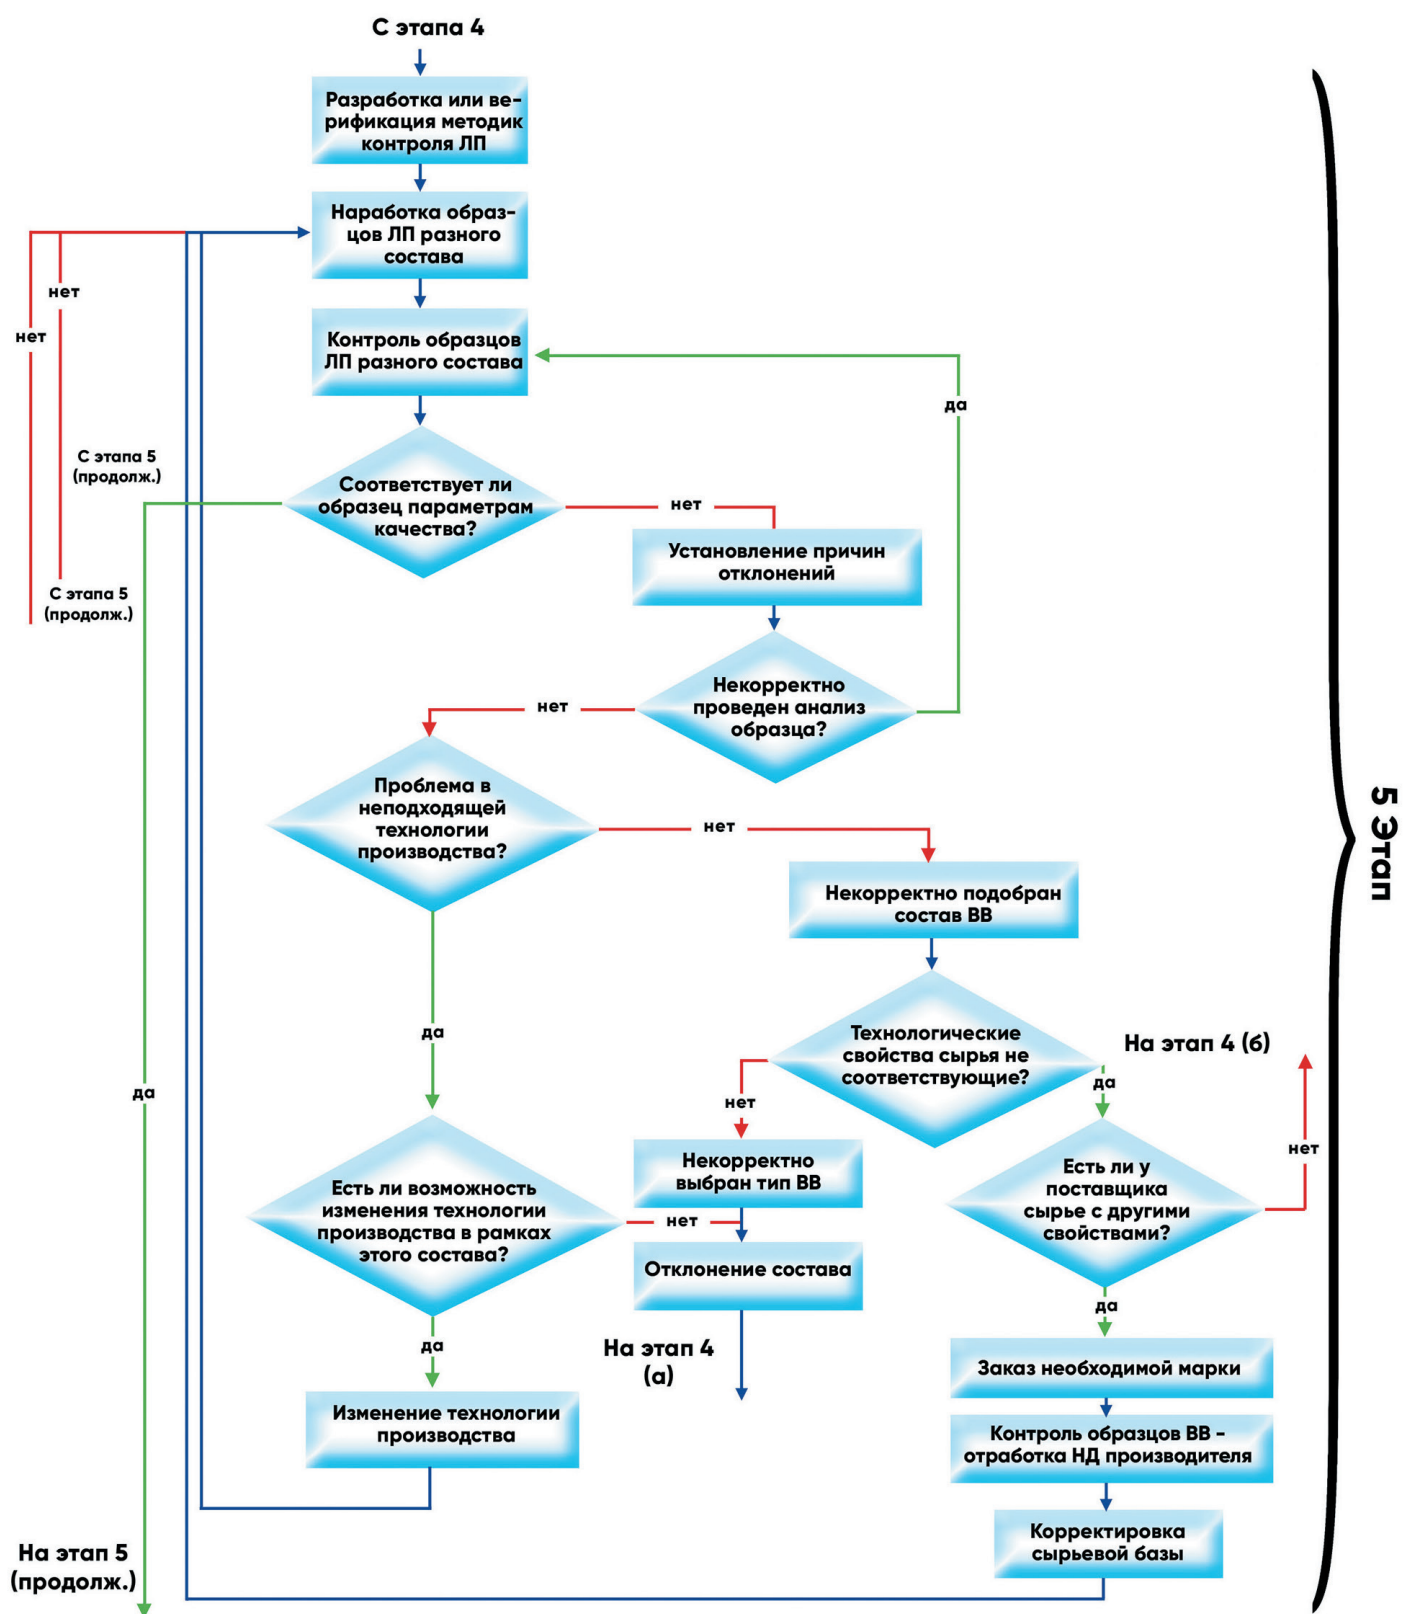 С этапа 4
Разработка или ве-
рификация методик
контроля ЛП
Наработка образ-
цов ЛП разного
состава
нет
нет
Контроль образцов
ЛП разного состава
да
С этапа 5
(продолж.)
Соответствует ли
образец параметрам
качества?
нет
Установление причин
отклонений
С этапа 5
(продолж.)
Некорректно
проведен анализ
образца?
нет
Проблема в
неподходящей
технологии
производства?
нет
5 Этап
Некорректно подобран
состав ВВ
да
Технологические
свойства сырья не
соответствующие?
На этап 4 (б)
да
да
нет
нет
Некорректно
выбран тип ВВ
Есть ли у
поставщика
сырье с другими
свойствами?
Есть ли возможность
изменения технологии
производства в рамках
этого состава?
нет
Отклонение состава
да
да
На этап 4
(а)
Заказ необходимой марки
Изменение технологии
производства
Контроль образцов ВВ -
отработка НД производителя
Корректировка
сырьевой базы
На этап 5
(продолж.)